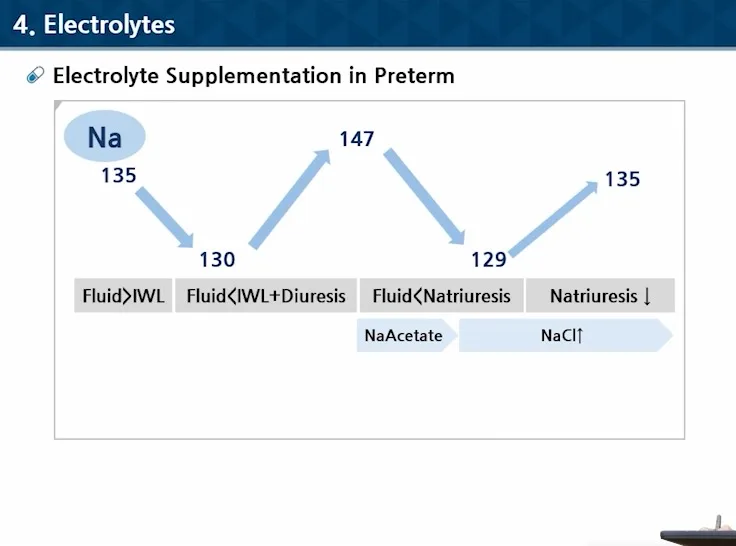 4. Electrolytes
Electrolyte Supplementation in Preterm
Na
135
130
147
129
135
Fluid>IWL
Fluid<IWL+Diuresis
Fluid<Natriuresis
Natriuresis ↓
NaAcetate
NaCl↑